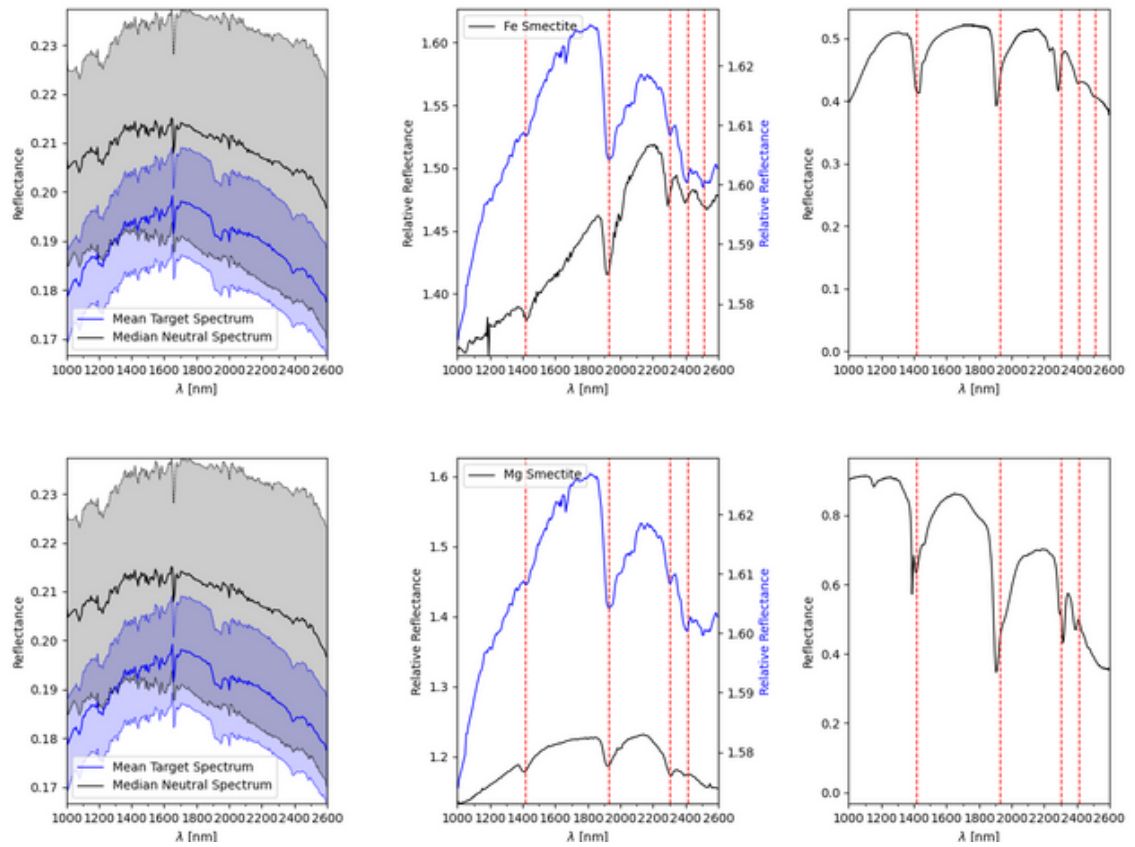 0.23
0.22
0.21
0.20
0.19
0.18
0.17
Reflectance
Mean Target Spectrum
Median Neutral Spectrum
1000 1200 1400 1600 1800 2000 2200 2400 2600
λ [nm]
Fe Smectite
1.60
1.55
1.50
1.45
1.40
Relative Reflectance
1.62
1.61
1.60
1.59
1.58
Relative Reflectance
1000 1200 1400 1600 1800 2000 2200 2400 2600
λ [nm]
0.5
0.4
0.3
0.2
0.1
0.0
Reflectance
1000 1200 1400 1600 1800 2000 2200 2400 2600
λ [nm]
0.23
0.22
0.21
0.20
0.19
0.18
0.17
Reflectance
Mean Target Spectrum
Median Neutral Spectrum
1000 1200 1400 1600 1800 2000 2200 2400 2600
λ [nm]
Mg Smectite
1.6
1.5
1.4
1.3
1.2
Relative Reflectance
1.62
1.61
1.60
1.59
1.58
Relative Reflectance
1000 1200 1400 1600 1800 2000 2200 2400 2600
λ [nm]
0.8
0.6
0.4
0.2
0.0
Reflectance
1000 1200 1400 1600 1800 2000 2200 2400 2600
λ [nm]